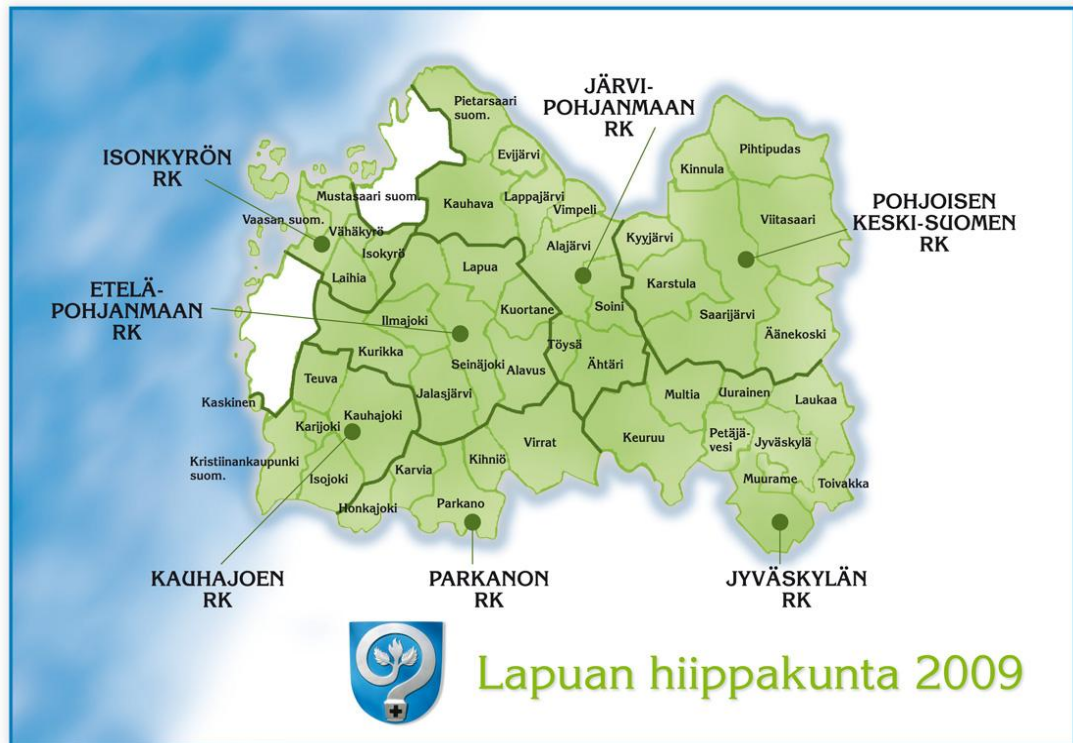 JÄRVI-
POHJANMAAN
RK
ISONKYRÖN
RK
POHJOISEN
KESKI-SUOMEN
RK
ETELÄ-
POHJANMAAN
RK
Pietarsaari
suom.
Evijärvi
Pihtipudas
Kinnula
Mustasaari suom.
Kauhava
Lappajärvi
Vimpeli
Vaasan suom.
Vähäkyrö
Viitasaari
Isokyrö
Alajärvi
Kyyjärvi
Laihia
Lapua
Karstula
Kuortane
Soini
Saarijärvi
Ilmajoki
Äänekoski
Kurikka
Seinäjoki
Töysä
Alavus
Ähtäri
Teuva
Jalasjärvi
Multia
Uurainen
Laukaa
Kaskinen
Karijoki
Kauhajoki
Virrat
Keuruu
Petäjä-
vesi
Jyväskylä
Kristiinankaupunki
suom.
Isojoki
Karvia
Kihniö
Muurame
Toivakka
Honkajoki
Parkano
KAUHAJOEN
RK
PARKANON
RK
JYVÄSKYLÄN
RK
Lapuan hiippakunta 2009